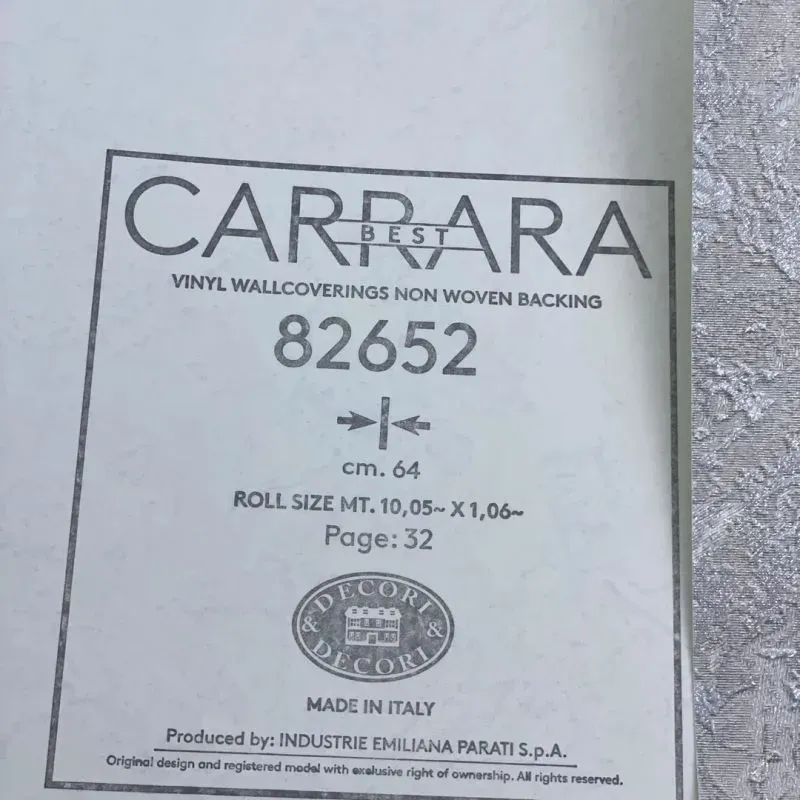 CARRARA
BEST
VINYL WALLCOVERINGS NON WOVEN BACKING
82652
cm. 64
ROLL SIZE MT. 10,05~ X 1,06~
Page: 32
DECORI
& &
DECORI
MADE IN ITALY
Produced by: INDUSTRIE EMILIANA PARATI S.p.A.
Original design and registered model with exclusive right of ownership. All rights reserved.